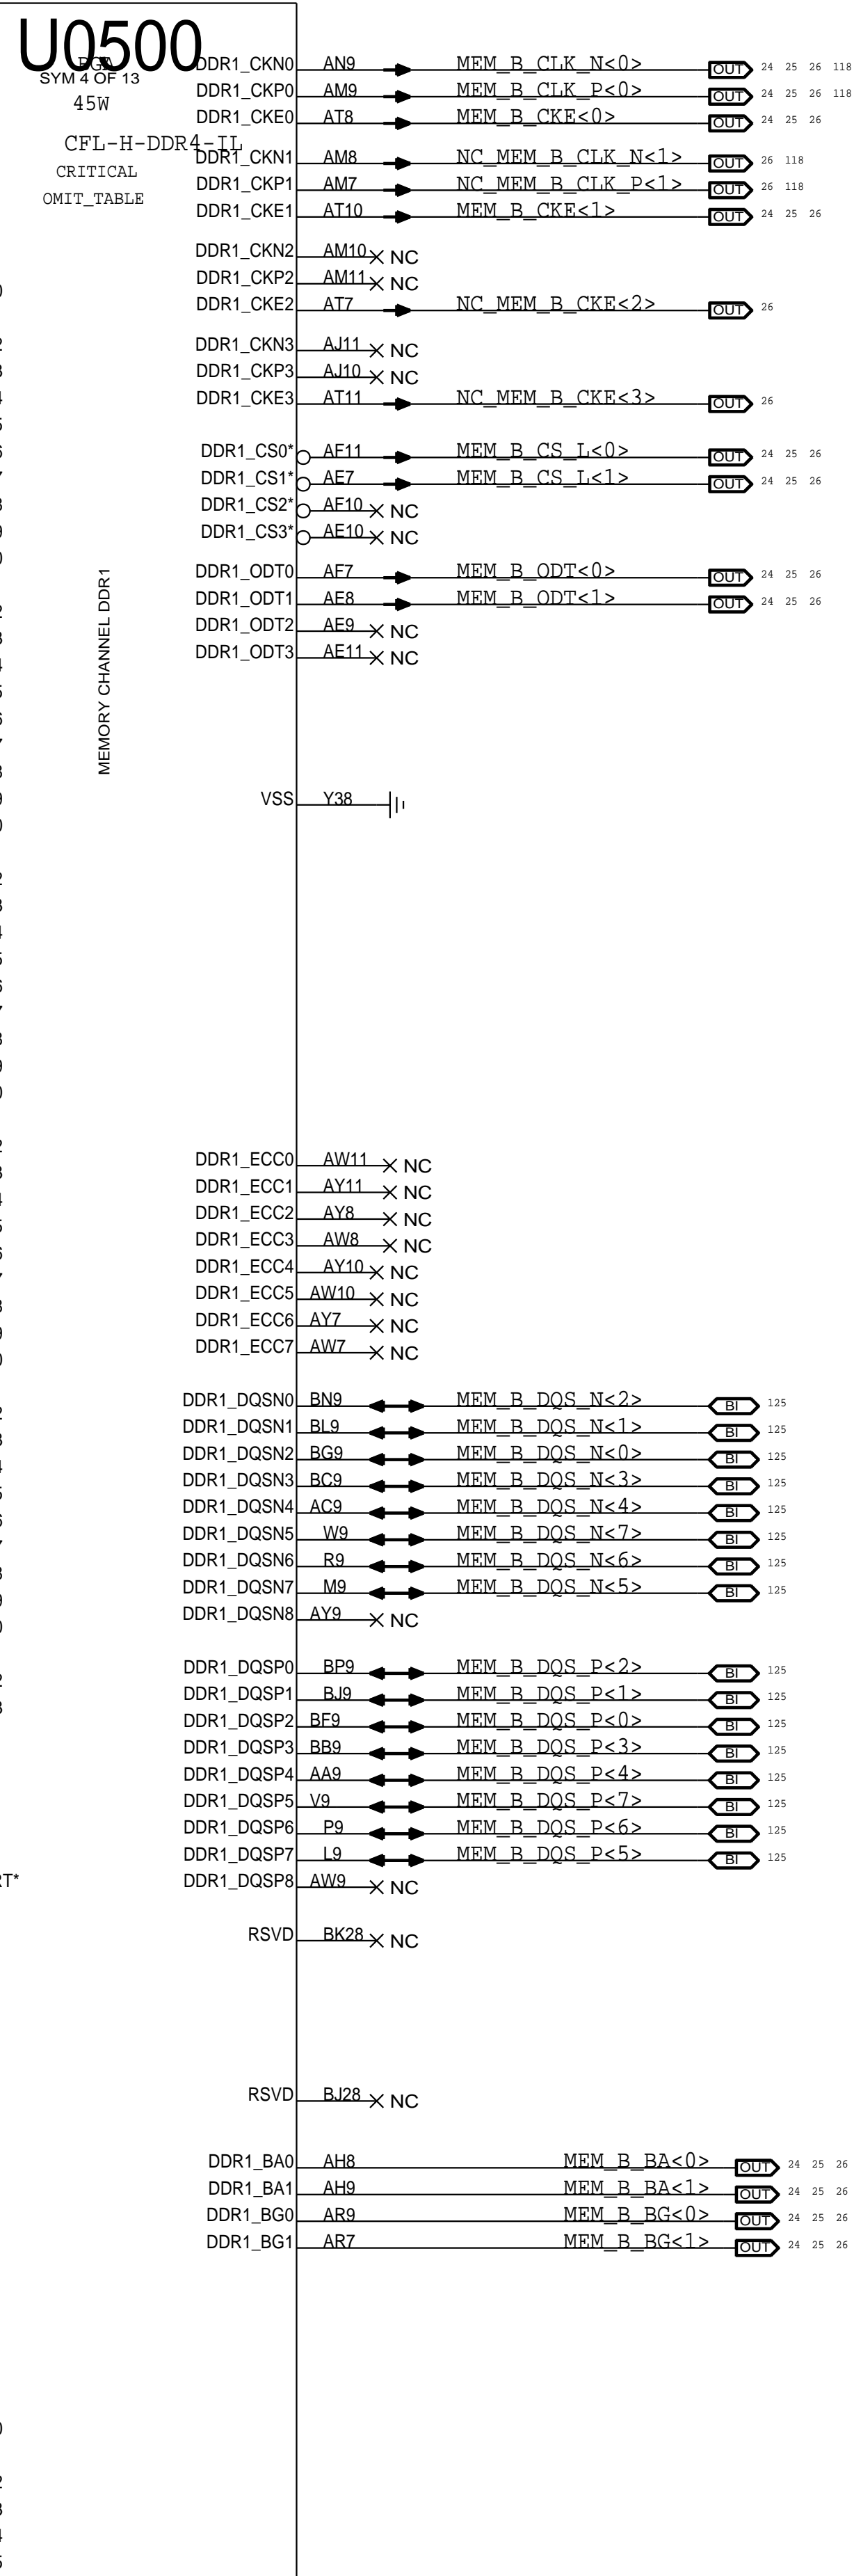 U0500
BGA
SYM 4 OF 13
45W
CFL-H-DDR4-IL
CRITICAL
OMIT_TABLE
MEMORY CHANNEL DDR1
DDR1_CKN0 AN9 MEM_B_CLK_N<0> OUT 24 25 26 118
DDR1_CKP0 AM9 MEM_B_CLK_P<0> OUT 24 25 26 118
DDR1_CKE0 AT8 MEM_B_CKE<0> OUT 24 25 26
DDR1_CKN1 AM8 NC_MEM_B_CLK_N<1> OUT 26 118
DDR1_CKP1 AM7 NC_MEM_B_CLK_P<1> OUT 26 118
DDR1_CKE1 AT10 MEM_B_CKE<1> OUT 24 25 26
DDR1_CKN2 AM10 NC
DDR1_CKP2 AM11 NC
DDR1_CKE2 AT7 NC_MEM_B_CKE<2> OUT 26
DDR1_CKN3 AJ11 NC
DDR1_CKP3 AJ10 NC
DDR1_CKE3 AT11 NC_MEM_B_CKE<3> OUT 26
DDR1_CS0* AF11 MEM_B_CS_L<0> OUT 24 25 26
DDR1_CS1* AE7 MEM_B_CS_L<1> OUT 24 25 26
DDR1_CS2* AF10 NC
DDR1_CS3* AE10 NC
DDR1_ODT0 AF7 MEM_B_ODT<0> OUT 24 25 26
DDR1_ODT1 AE8 MEM_B_ODT<1> OUT 24 25 26
DDR1_ODT2 AE9 NC
DDR1_ODT3 AE11 NC
VSS Y38
DDR1_ECC0 AW11 NC
DDR1_ECC1 AY11 NC
DDR1_ECC2 AY8 NC
DDR1_ECC3 AW8 NC
DDR1_ECC4 AY10 NC
DDR1_ECC5 AW10 NC
DDR1_ECC6 AY7 NC
DDR1_ECC7 AW7 NC
DDR1_DQSN0 BN9 MEM_B_DQS_N<2> BI 125
DDR1_DQSN1 BL9 MEM_B_DQS_N<1> BI 125
DDR1_DQSN2 BG9 MEM_B_DQS_N<0> BI 125
DDR1_DQSN3 BC9 MEM_B_DQS_N<3> BI 125
DDR1_DQSN4 AC9 MEM_B_DQS_N<4> BI 125
DDR1_DQSN5 W9 MEM_B_DQS_N<7> BI 125
DDR1_DQSN6 R9 MEM_B_DQS_N<6> BI 125
DDR1_DQSN7 M9 MEM_B_DQS_N<5> BI 125
DDR1_DQSN8 AY9 NC
DDR1_DQSP0 BP9 MEM_B_DQS_P<2> BI 125
DDR1_DQSP1 BJ9 MEM_B_DQS_P<1> BI 125
DDR1_DQSP2 BF9 MEM_B_DQS_P<0> BI 125
DDR1_DQSP3 BB9 MEM_B_DQS_P<3> BI 125
DDR1_DQSP4 AA9 MEM_B_DQS_P<4> BI 125
DDR1_DQSP5 V9 MEM_B_DQS_P<7> BI 125
DDR1_DQSP6 P9 MEM_B_DQS_P<6> BI 125
DDR1_DQSP7 L9 MEM_B_DQS_P<5> BI 125
DDR1_DQSP8 AW9 NC
RSVD BK28 NC
RSVD BJ28 NC
DDR1_BA0 AH8 MEM_B_BA<0> OUT 24 25 26
DDR1_BA1 AH9 MEM_B_BA<1> OUT 24 25 26
DDR1_BG0 AR9 MEM_B_BG<0> OUT 24 25 26
DDR1_BG1 AR7 MEM_B_BG<1> OUT 24 25 26